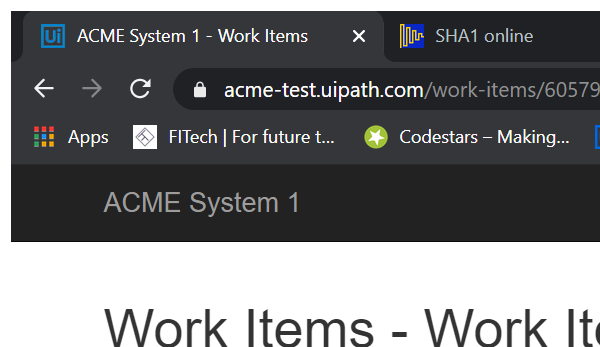 Ui ACME System 1 - Work Items SHA1 online
acme-test.uipath.com/work-items/60579
Apps FITech | For future t... Codestars – Making...
ACME System 1
Work Items - Work Ite